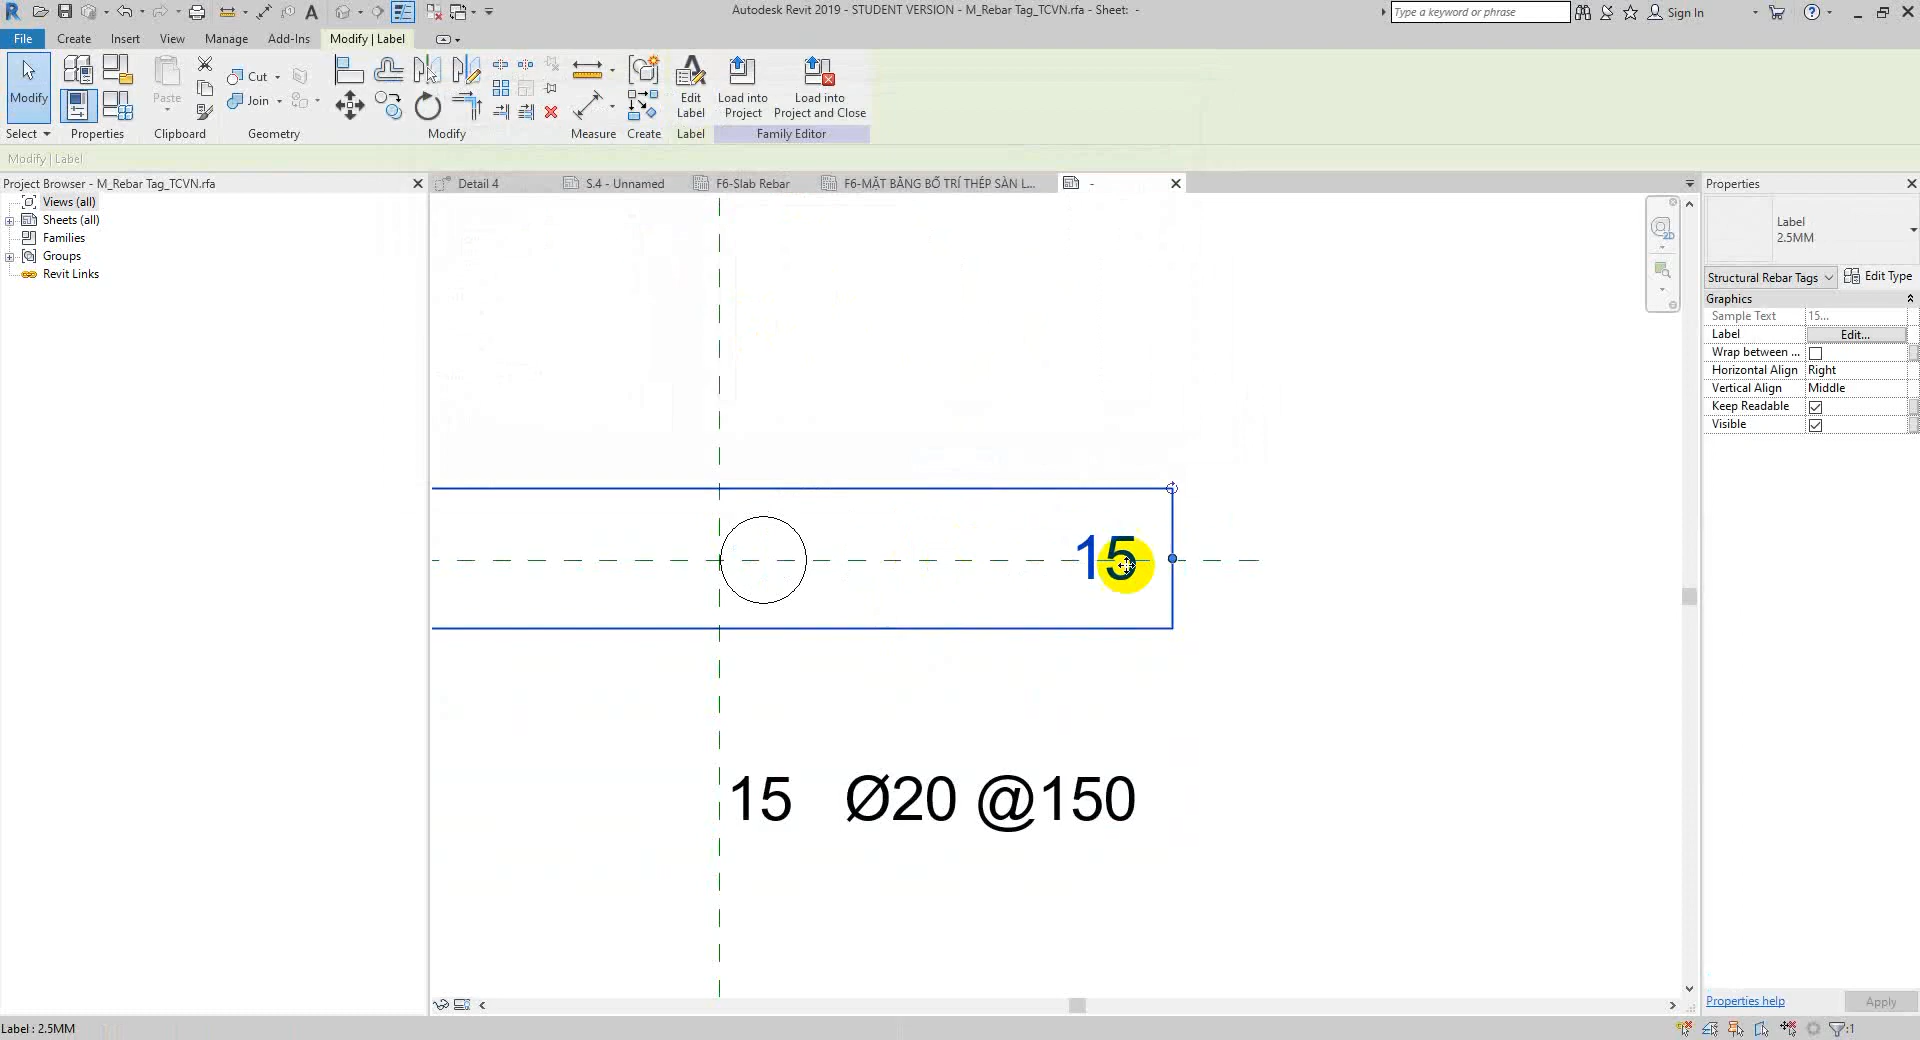 Autodesk Revit 2019 - STUDENT VERSION - M_Rebar Tag_TCVN.rfa - Sheet: -
Type a keyword or phrase
Sign In
File Create Insert View Manage Add-Ins Modify | Label
Modify
Paste
Cut
Join
Edit Label
Load into Project
Load into Project and Close
Select Properties Clipboard Geometry Modify Measure Create Label Family Editor
Modify | Label
Project Browser - M_Rebar Tag_TCVN.rfa
Detail 4
S.4 - Unnamed
F6-Slab Rebar
F6-MẶT BẰNG BỐ TRÍ THÉP SÀN L...
-
Properties
Views (all)
Sheets (all)
Families
Groups
Revit Links
Label
2.5MM
Structural Rebar Tags
Edit Type
Graphics
Sample Text 15...
Label Edit...
Wrap between ...
Horizontal Align Right
Vertical Align Middle
Keep Readable
Visible
2D
15
15 Ø20 @150
Properties help
Apply
Label : 2.5MM
:1